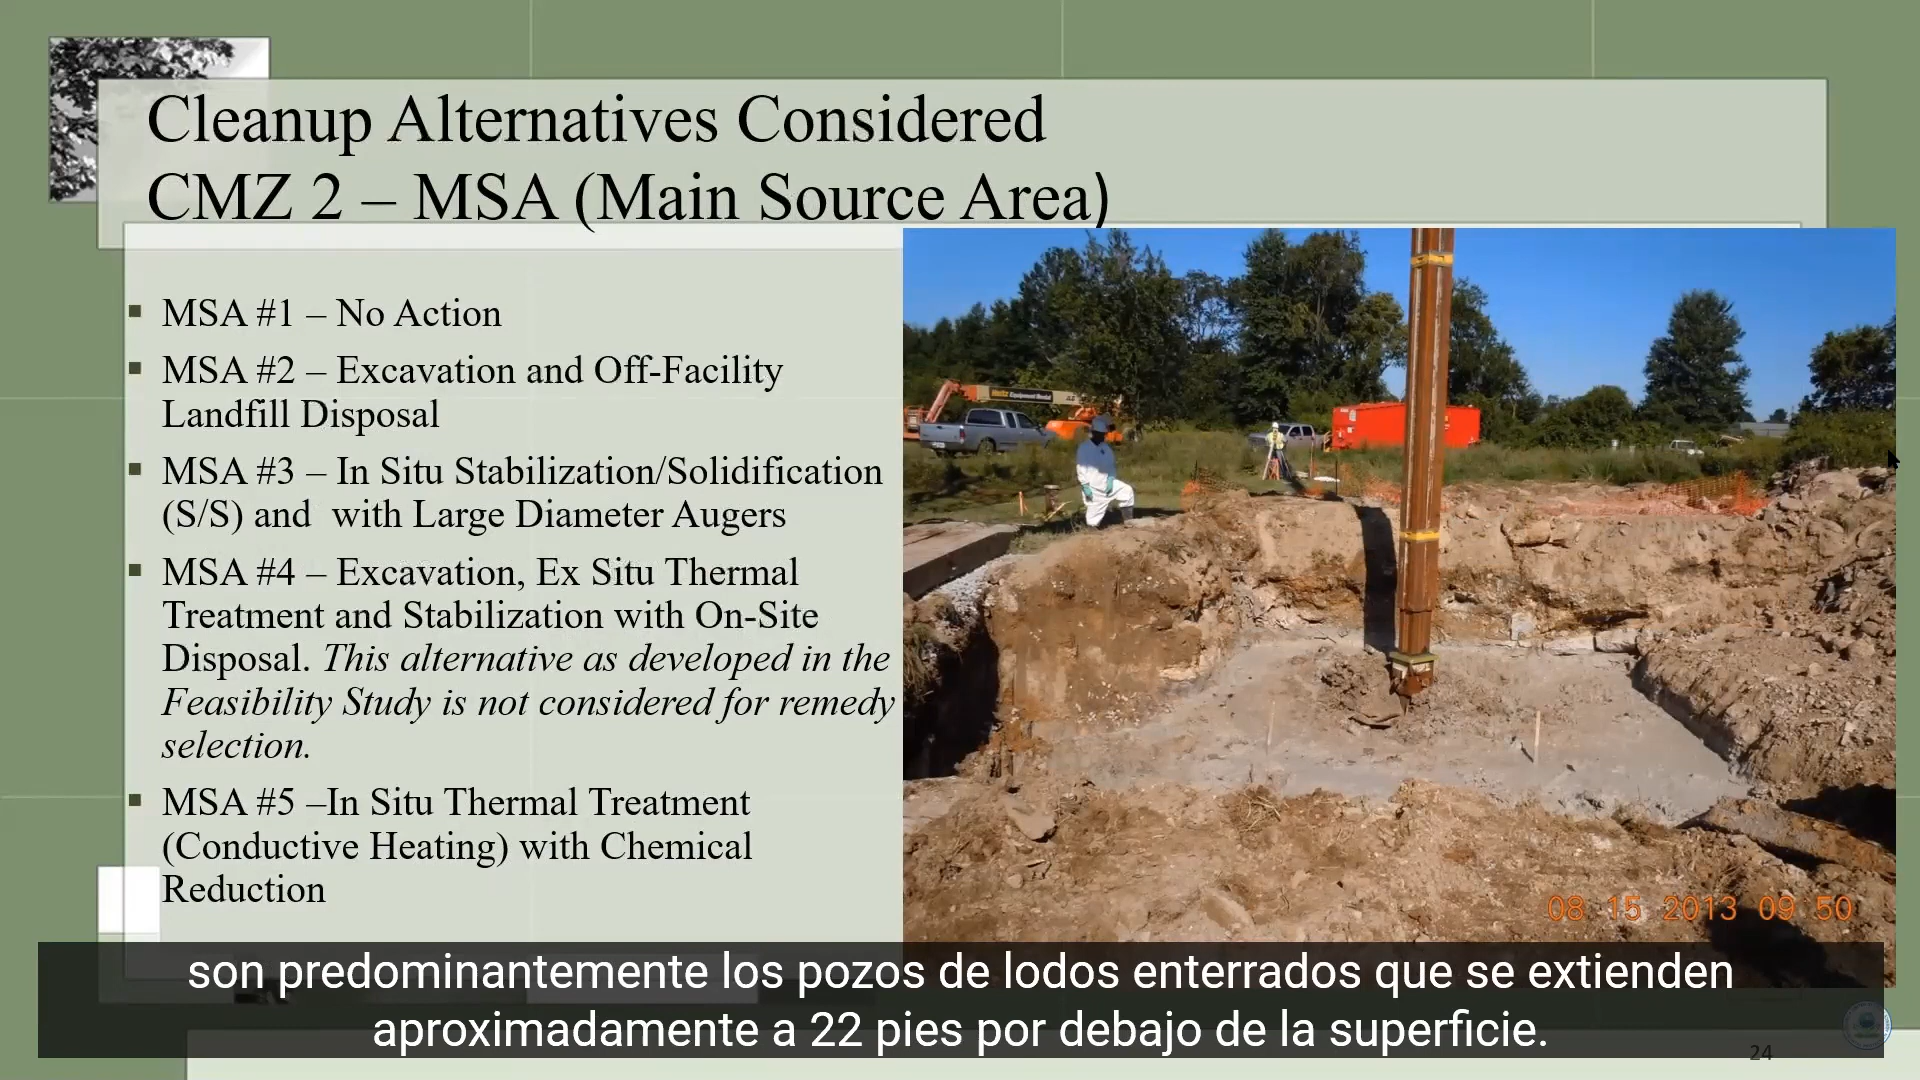 Cleanup Alternatives Considered
CMZ 2 – MSA (Main Source Area)
MSA #1 – No Action
MSA #2 – Excavation and Off-Facility
Landfill Disposal
MSA #3 – In Situ Stabilization/Solidification
(S/S) and  with Large Diameter Augers
MSA #4 – Excavation, Ex Situ Thermal
Treatment and Stabilization with On-Site
Disposal. This alternative as developed in the
Feasibility Study is not considered for remedy
selection.
MSA #5 –In Situ Thermal Treatment
(Conductive Heating) with Chemical
Reduction
08 15 2013 09:50
son predominantemente los pozos de lodos enterrados que se extienden
aproximadamente a 22 pies por debajo de la superficie.
24